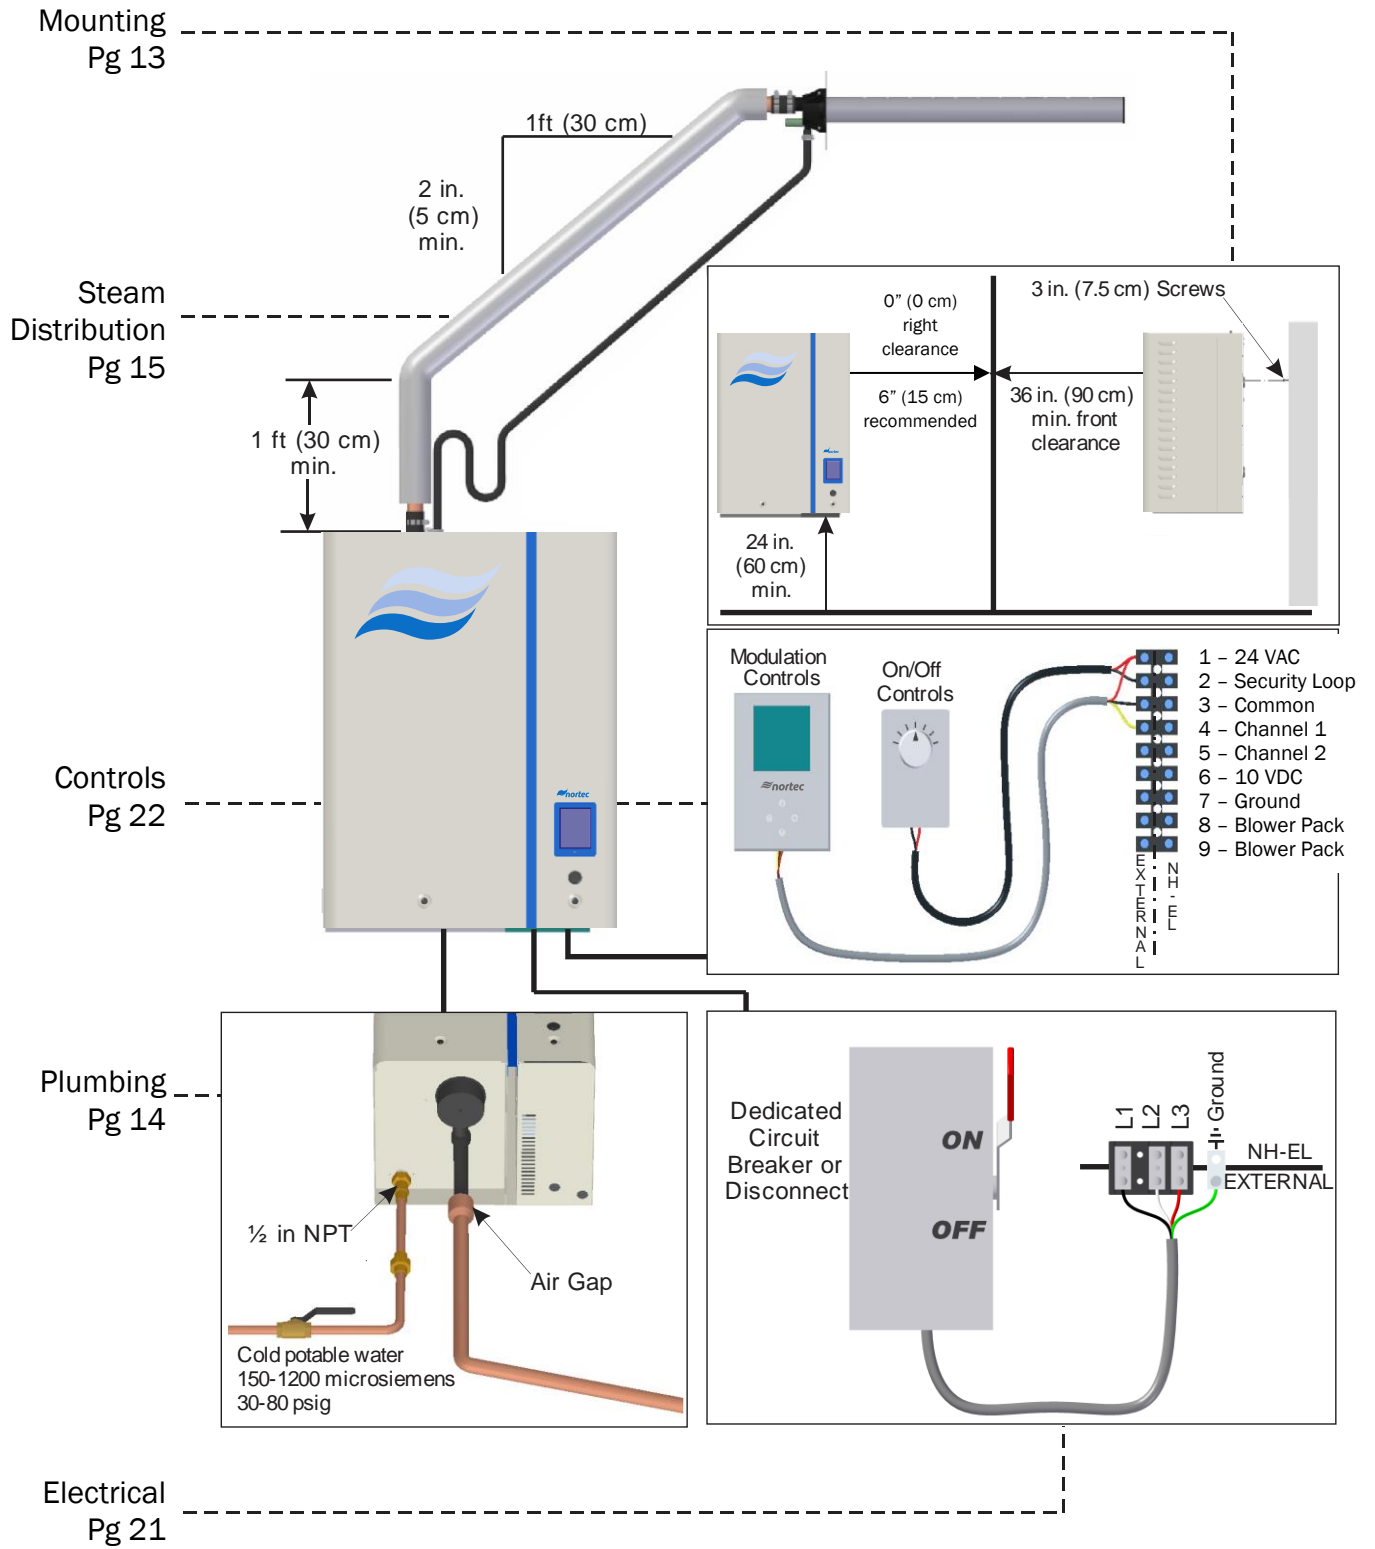 Mounting
Pg 13
1ft (30 cm)
2 in.
(5 cm)
min.
Steam
Distribution
Pg 15
1 ft (30 cm)
min.
0” (0 cm)
right
clearance
6” (15 cm)
recommended
3 in. (7.5 cm) Screws
36 in. (90 cm)
min. front
clearance
24 in.
(60 cm)
min.
nortec
Controls
Pg 22
Modulation
Controls
On/Off
Controls
nortec
1 – 24 VAC
2 – Security Loop
3 – Common
4 – Channel 1
5 – Channel 2
6 – 10 VDC
7 – Ground
8 – Blower Pack
9 – Blower Pack
EXTERNAL
NH-EL
Plumbing
Pg 14
½ in NPT
Air Gap
Cold potable water
150-1200 microsiemens
30-80 psig
Dedicated
Circuit
Breaker or
Disconnect
ON
OFF
L1
L2
L3
Ground
NH-EL
EXTERNAL
Electrical
Pg 21